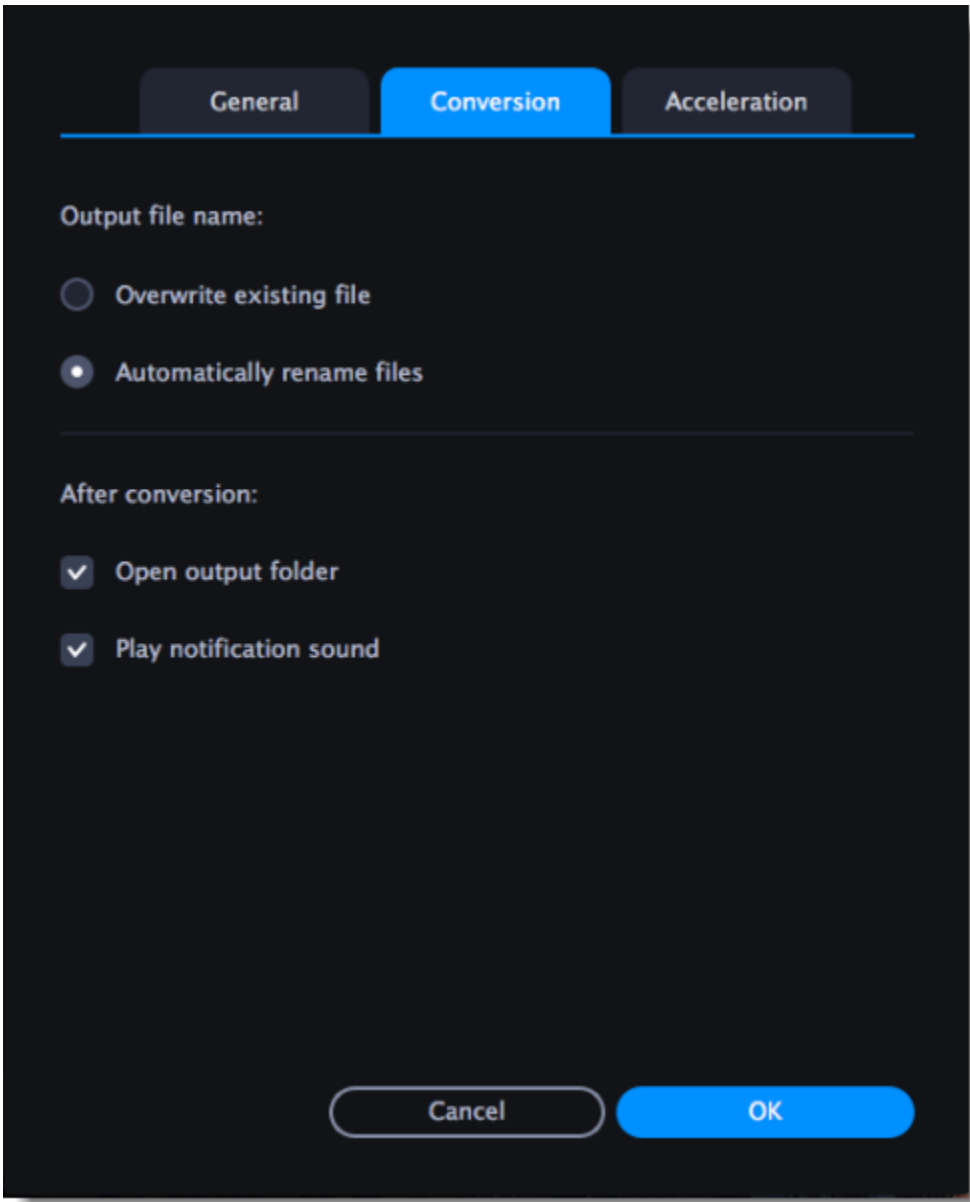 General Conversion Acceleration
Output file name:
Overwrite existing file
Automatically rename files
After conversion:
Open output folder
Play notification sound
Cancel OK